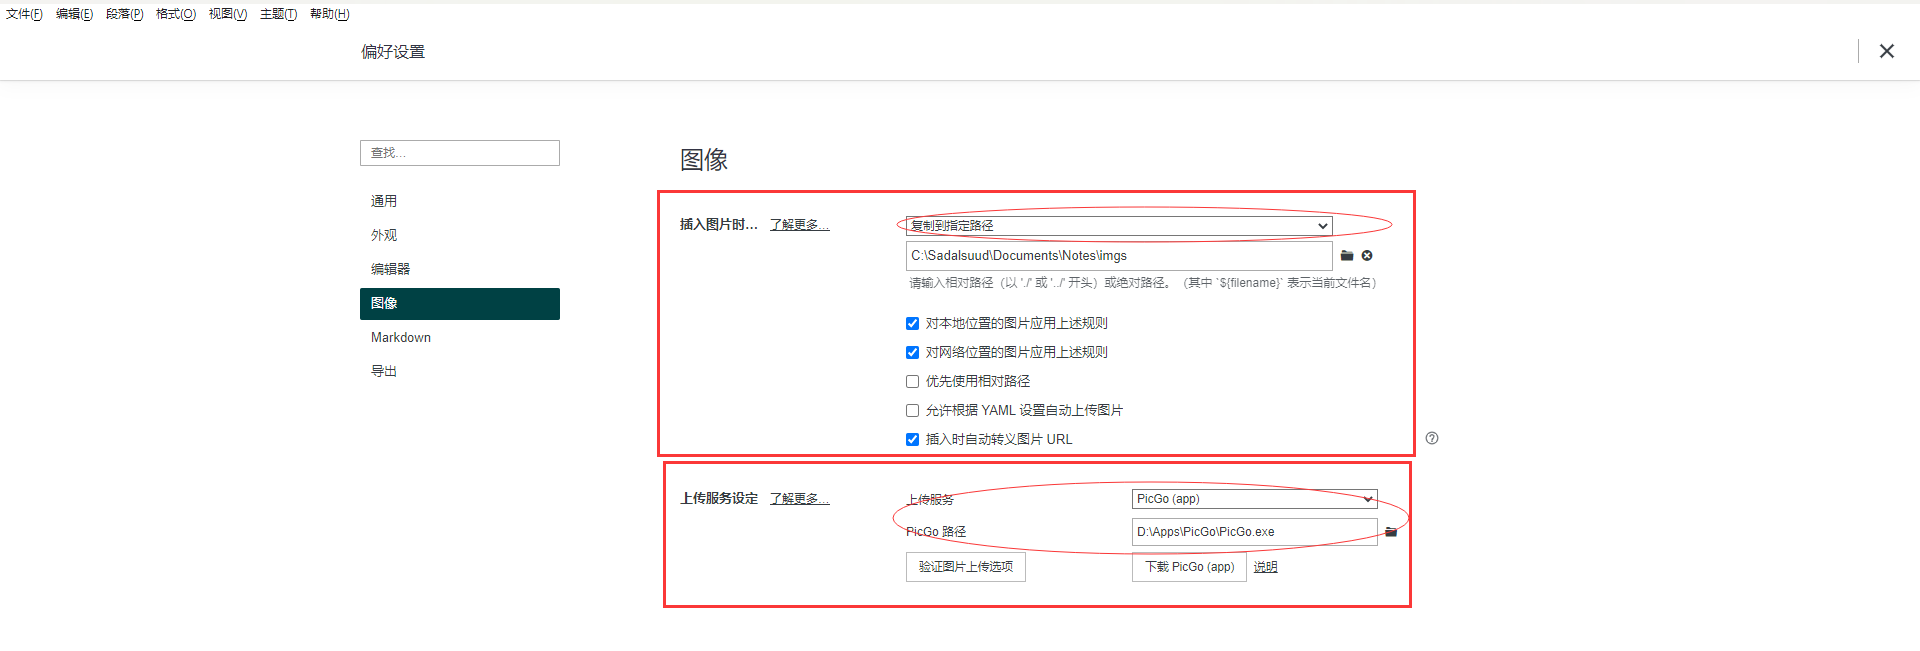 文件(F) 编辑(E) 段落(P) 格式(O) 视图(V) 主题(T) 帮助(H)
偏好设置
查找...
通用
外观
编辑器
图像
Markdown
导出
图像
插入图片时... 了解更多...
复制到指定路径
C:\Sadalsuud\Documents\Notes\imgs
请输入相对路径（以 './' 或 '../' 开头）或绝对路径。（其中 `${filename}` 表示当前文件名）
对本地位置的图片应用上述规则
对网络位置的图片应用上述规则
优先使用相对路径
允许根据 YAML 设置自动上传图片
插入时自动转义图片 URL
上传服务设定 了解更多...
上传服务 PicGo (app)
PicGo 路径 D:\Apps\PicGo\PicGo.exe
验证图片上传选项 下载 PicGo (app) 说明